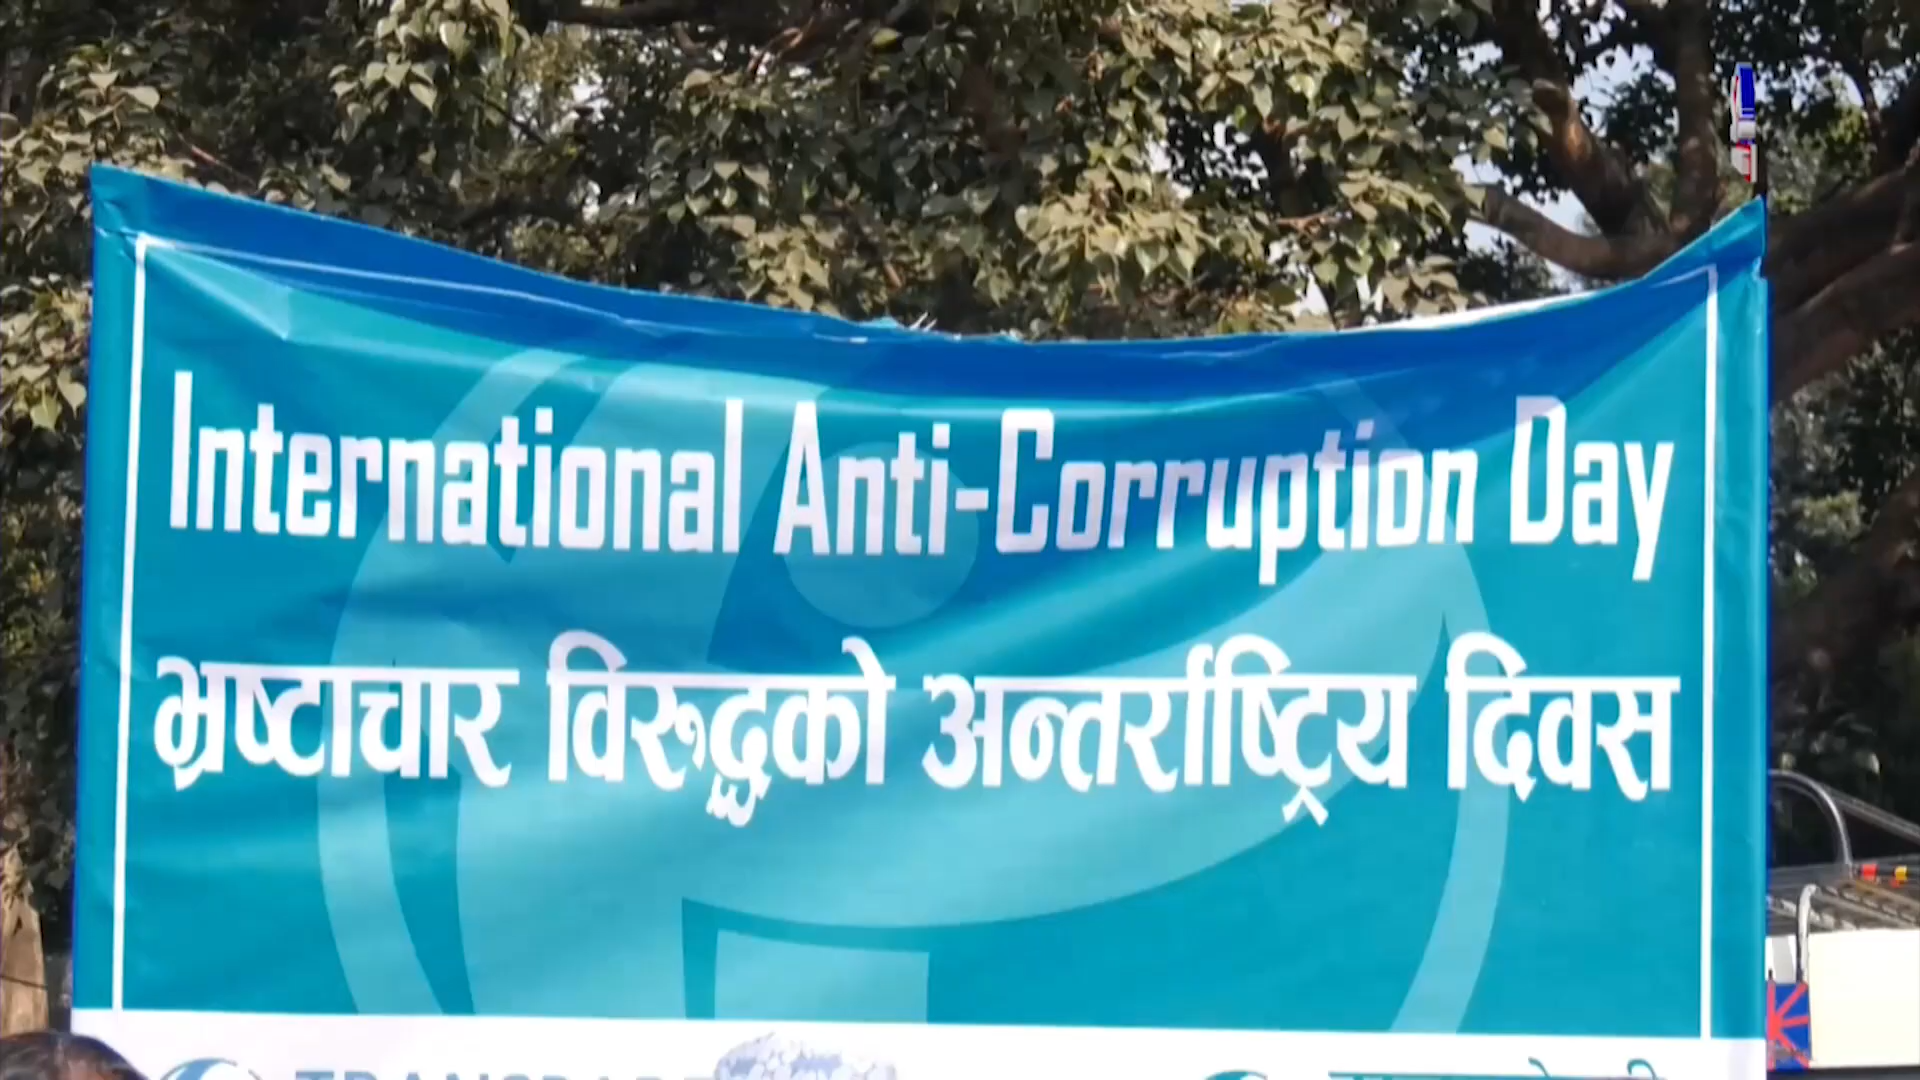 International Anti-Corruption Day
भ्रष्टाचार विरूद्धको अन्तर्राष्ट्रिय दिवस